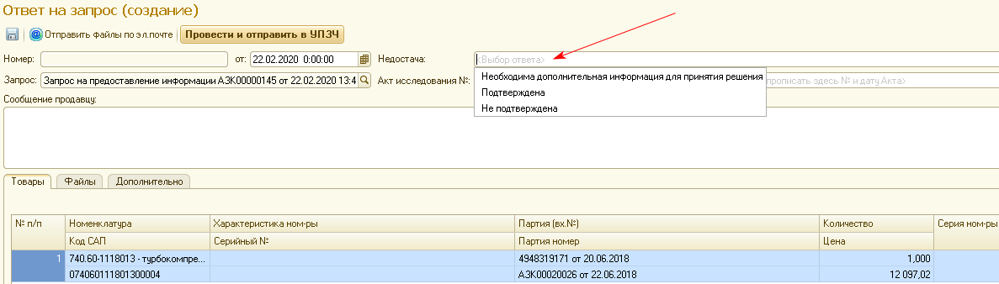 Ответ на запрос (создание)
Отправить файлы по эл.почте Провести и отправить в УПЗЧ
Номер: от: 22.02.2020 0:00:00 Недостача: <Выбор ответа>
Необходима дополнительная информация для принятия решения
Запрос: Запрос на предоставление информации АЗК00000145 от 22.02.2020 13:4 Акт исследования №: прописать здесь № и дату Акта>
Подтверждена
Не подтверждена
Сообщение продавцу:
Товары Файлы Дополнительно
№ п/п Номенклатура Характеристика ном-ры Партия (вх.№) Количество Серия ном-ры
Код САП Серийный № Партия номер Цена
1 740.60-1118013 - турбокомпре... 4948319171 от 20.06.2018 1,000
074060111801300004 АЗК00020026 от 22.06.2018 12 097,02